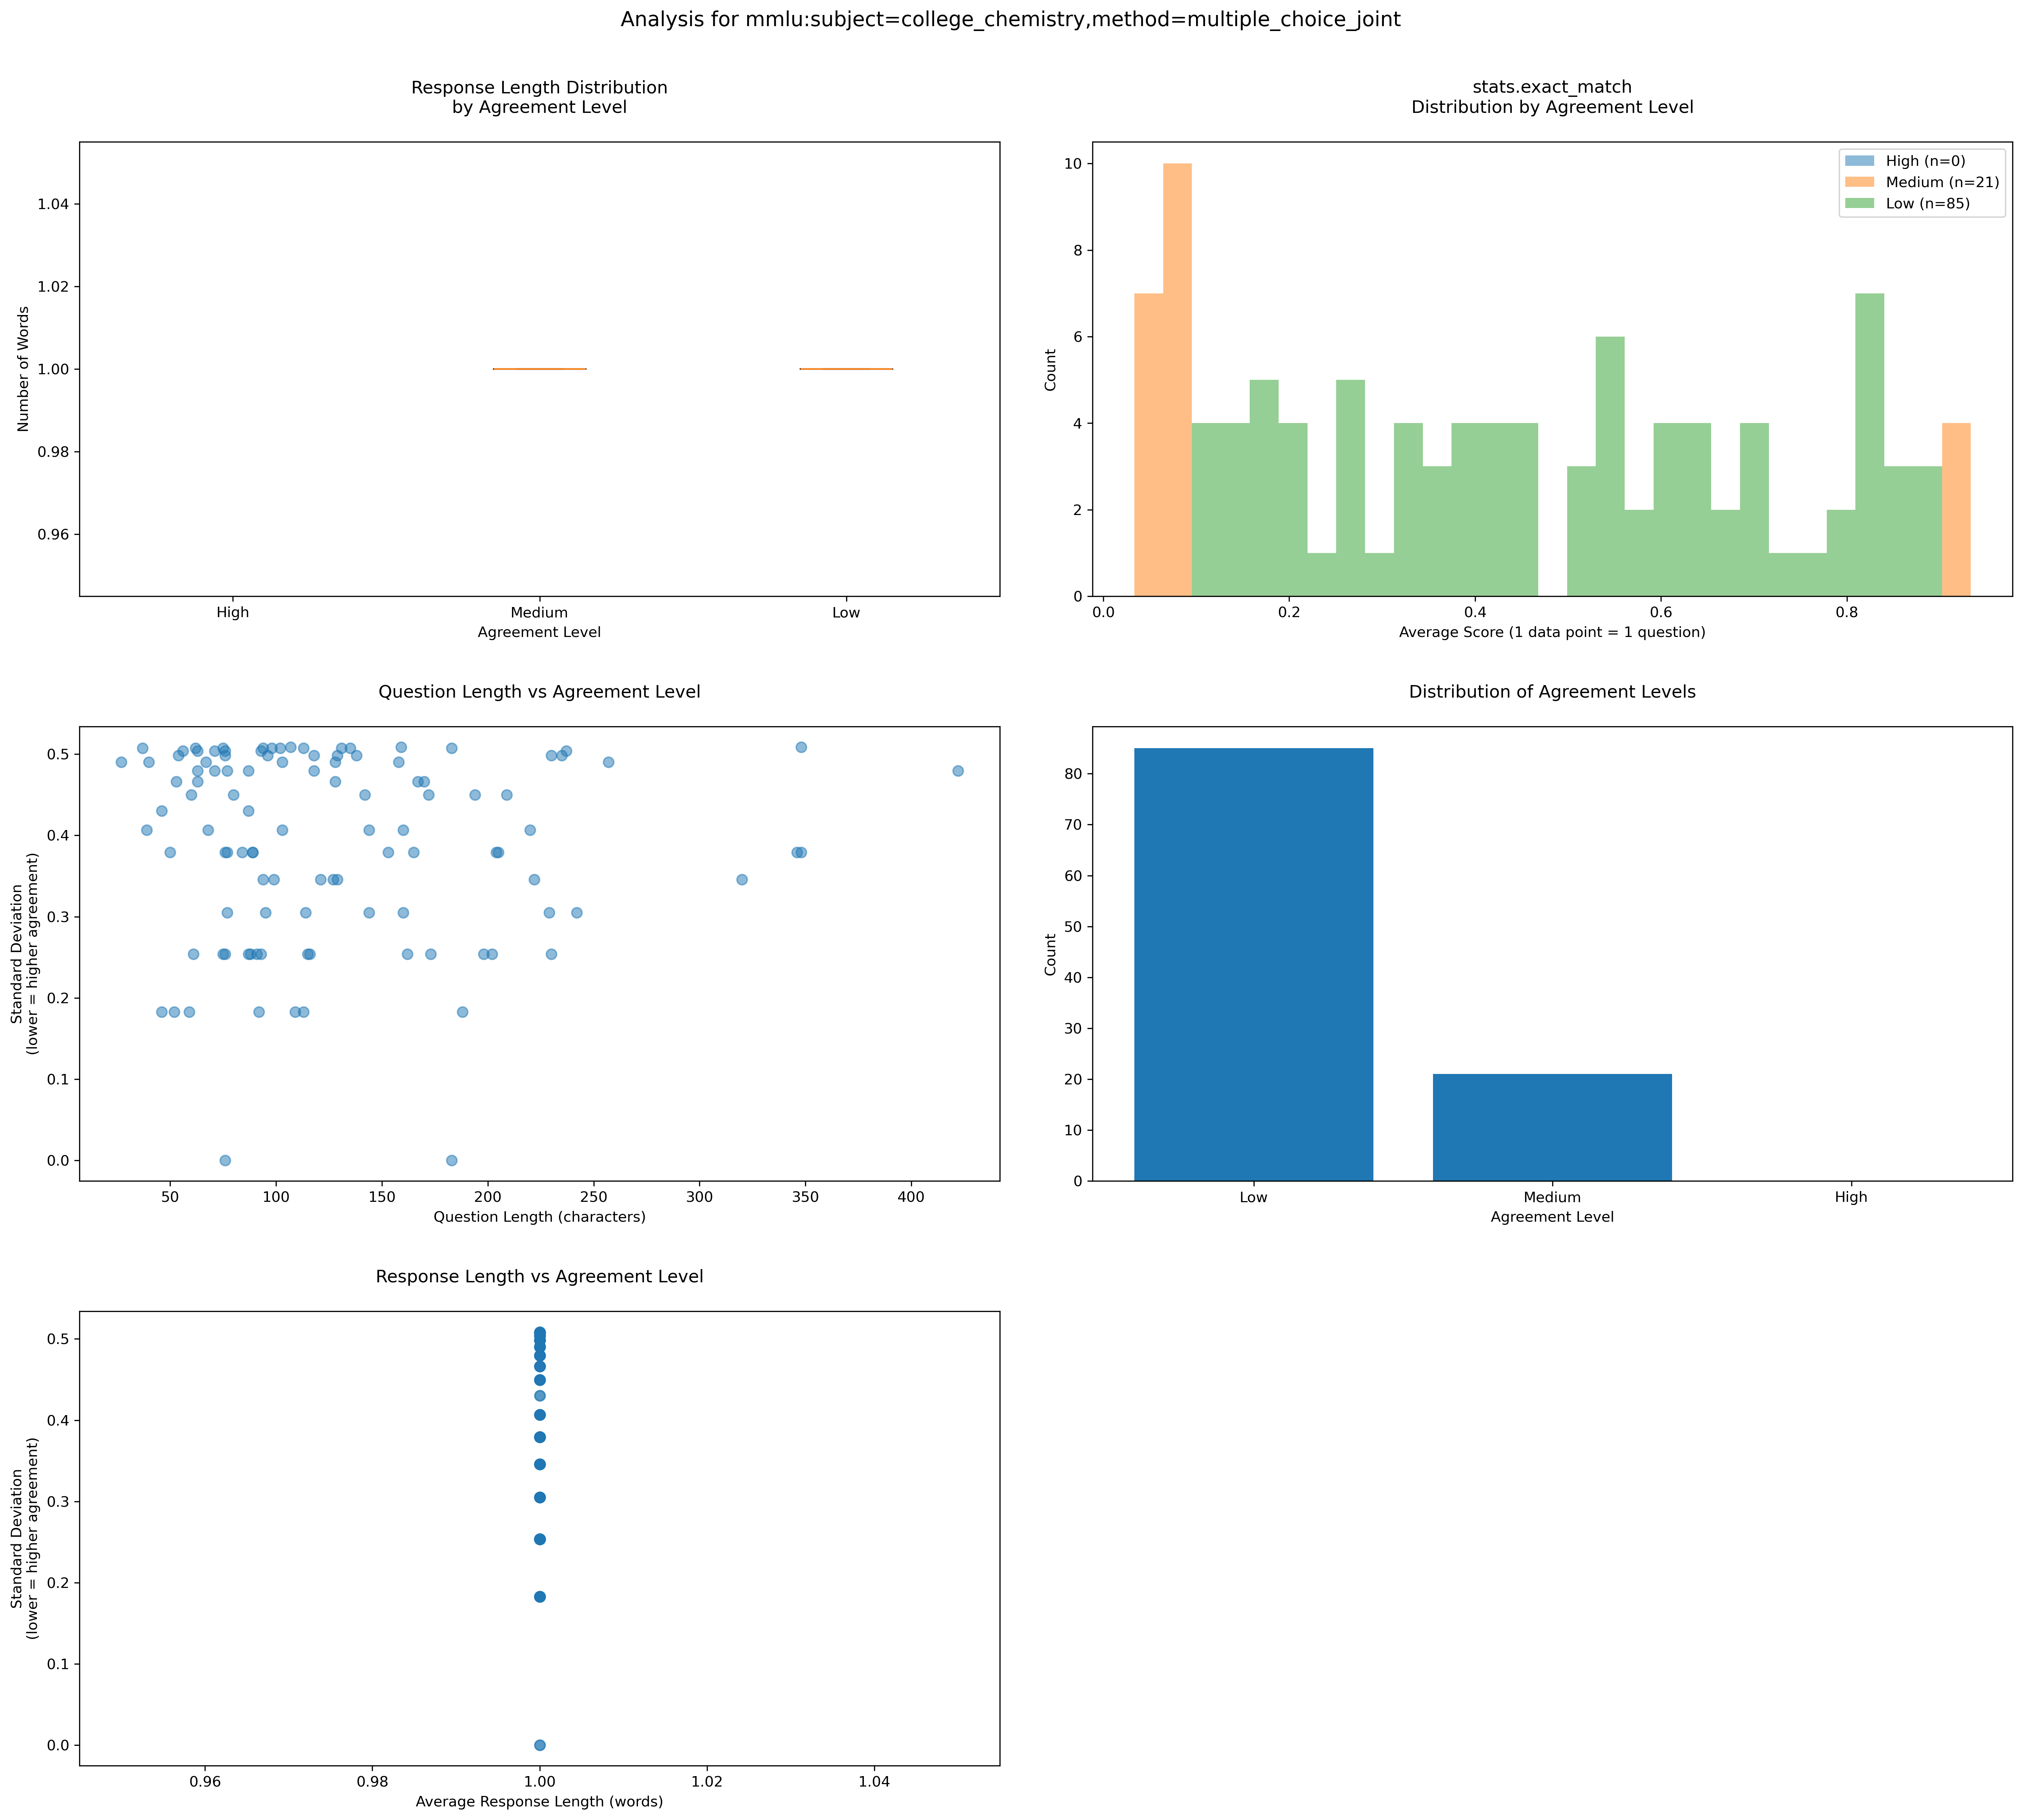 Analysis for mmlu:subject=college_chemistry,method=multiple_choice_joint
Response Length Distribution
by Agreement Level
Number of Words
1.04
1.02
1.00
0.98
0.96
High
Medium
Low
Agreement Level
stats.exact_match
Distribution by Agreement Level
Count
10
8
6
4
2
0
High (n=0)
Medium (n=21)
Low (n=85)
0.0
0.2
0.4
0.6
0.8
Average Score (1 data point = 1 question)
Question Length vs Agreement Level
Standard Deviation
(lower = higher agreement)
0.5
0.4
0.3
0.2
0.1
0.0
50
100
150
200
250
300
350
400
Question Length (characters)
Distribution of Agreement Levels
Count
80
70
60
50
40
30
20
10
0
Low
Medium
High
Agreement Level
Response Length vs Agreement Level
Standard Deviation
(lower = higher agreement)
0.5
0.4
0.3
0.2
0.1
0.0
0.96
0.98
1.00
1.02
1.04
Average Response Length (words)